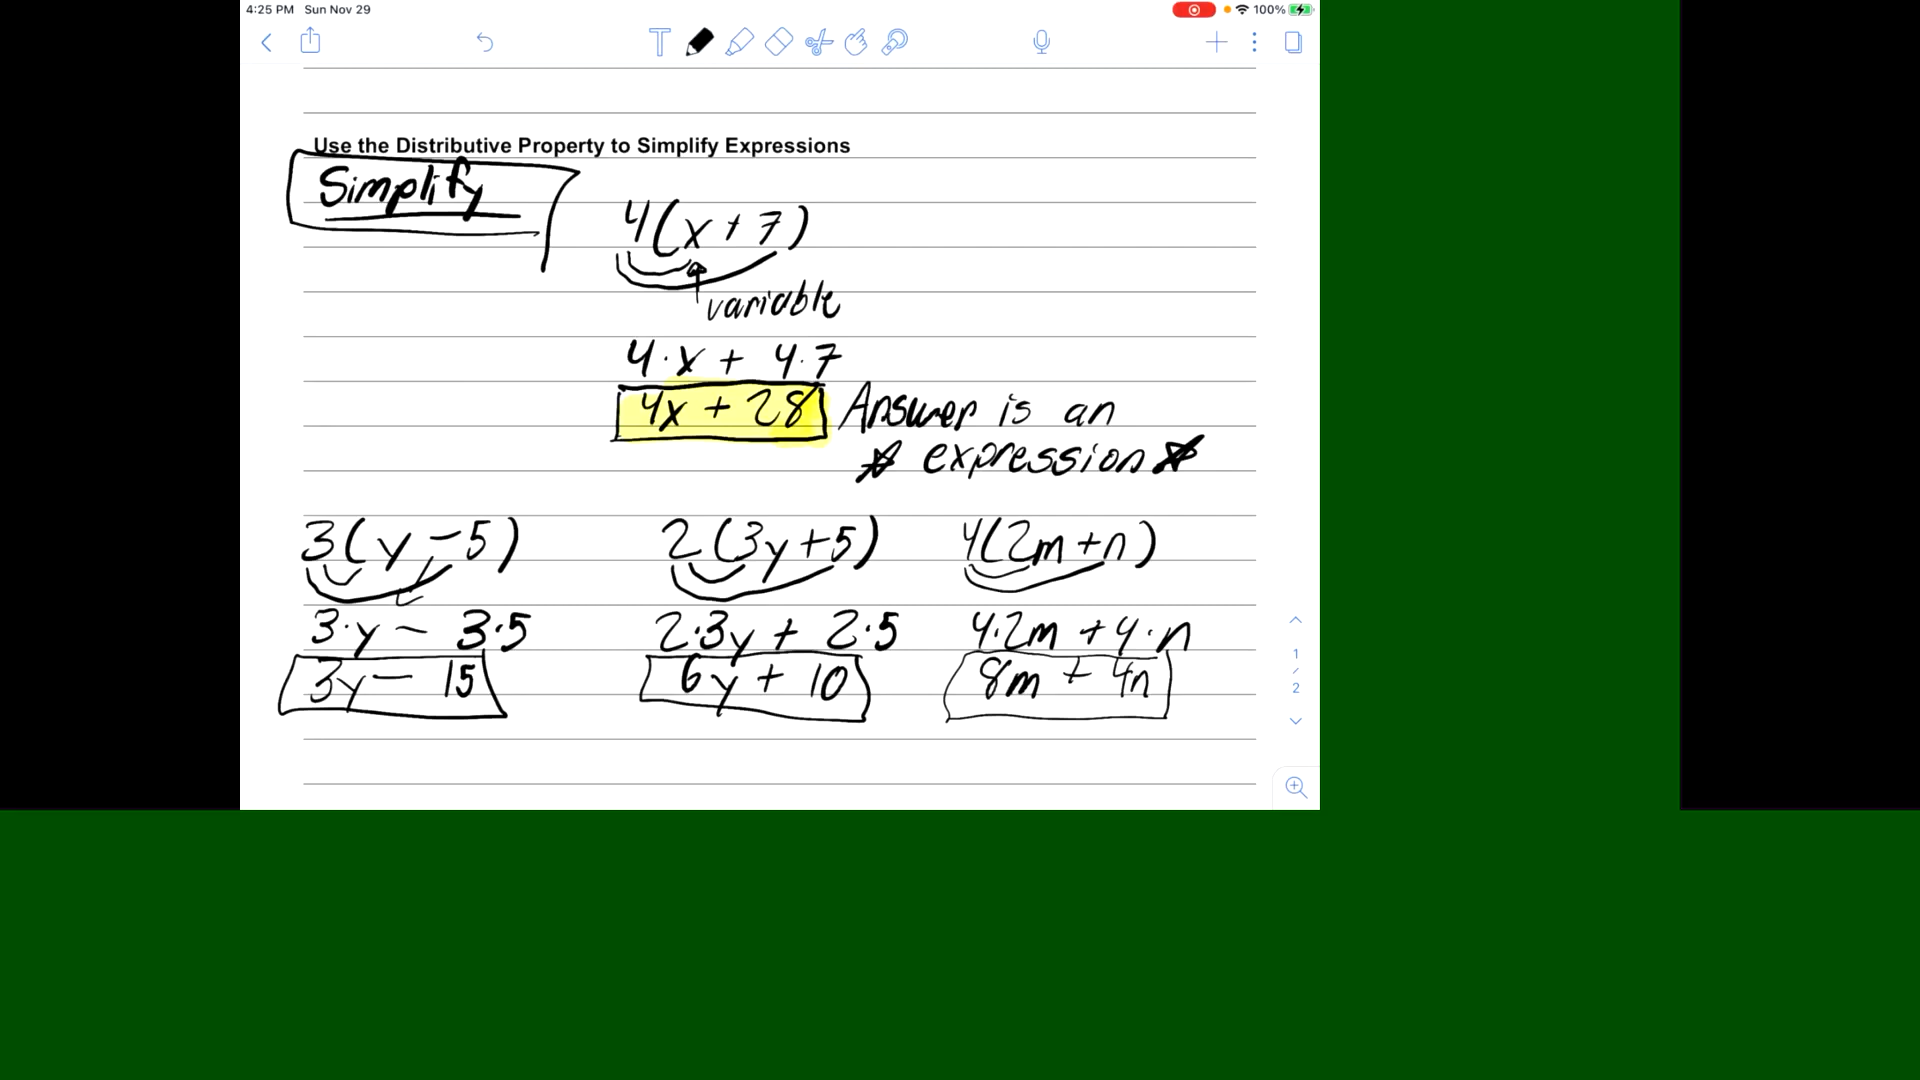 4:25 PM Sun Nov 29 100%
Use the Distributive Property to Simplify Expressions
Simplify
4(x+7)
variable
4·x + 4·7
4x + 28 Answer is an
expression
3(y-5) 2(3y+5) 4(2m+n)
3·y - 3·5 2·3y + 2·5 4·2m + 4·n
3y - 15 6y + 10 8m + 4n
1
/
2